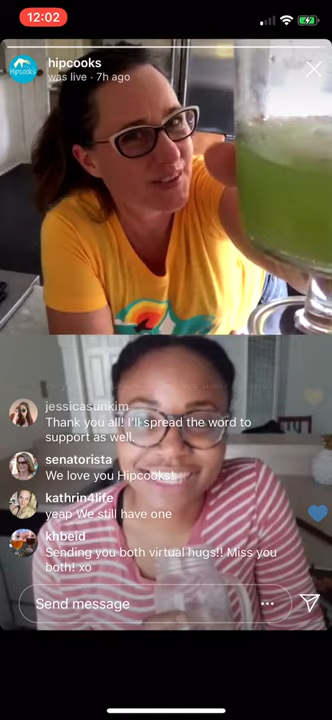 12:02
hipcooks
was live · 7h ago
Hipcooks
jessicasunkim
Thank you all! I'll spread the word to
support as well.
senatorista
We love you Hipcooks!
kathrin4life
yeap We still have one
khbeld
Sending you both virtual hugs!! Miss you
both! xo
Send message